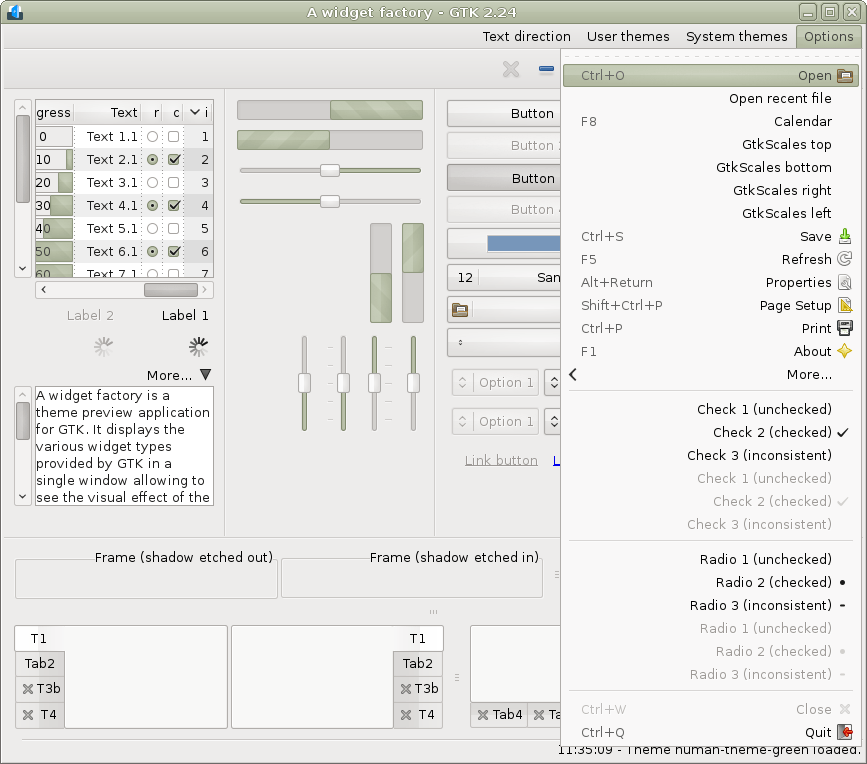 A widget factory - GTK 2.24
Text direction User themes System themes Options
gress Text r c i
0 Text 1.1 1
10 Text 2.1 2
20 Text 3.1 3
30 Text 4.1 4
40 Text 5.1 5
50 Text 6.1 6
60 Text 7.1 7
Label 2 Label 1
More...
A widget factory is a
theme preview application
for GTK. It displays the
various widget types
provided by GTK in a
single window allowing to
see the visual effect of the
Button
Button
Button
Button
12 San
Option 1
Option 1
Link button L
Ctrl+O Open
Open recent file
F8 Calendar
GtkScales top
GtkScales bottom
GtkScales right
GtkScales left
Ctrl+S Save
F5 Refresh
Alt+Return Properties
Shift+Ctrl+P Page Setup
Ctrl+P Print
F1 About
More...
Check 1 (unchecked)
Check 2 (checked)
Check 3 (inconsistent)
Check 1 (unchecked)
Check 2 (checked)
Check 3 (inconsistent)
Radio 1 (unchecked)
Radio 2 (checked)
Radio 3 (inconsistent)
Radio 1 (unchecked)
Radio 2 (checked)
Radio 3 (inconsistent)
Ctrl+W Close
Ctrl+Q Quit
Frame (shadow etched out) Frame (shadow etched in)
T1
Tab2
T3b
T4
T1
Tab2
T3b
T4
Tab4 Ta
11:35:09 - Theme human-theme-green loaded.